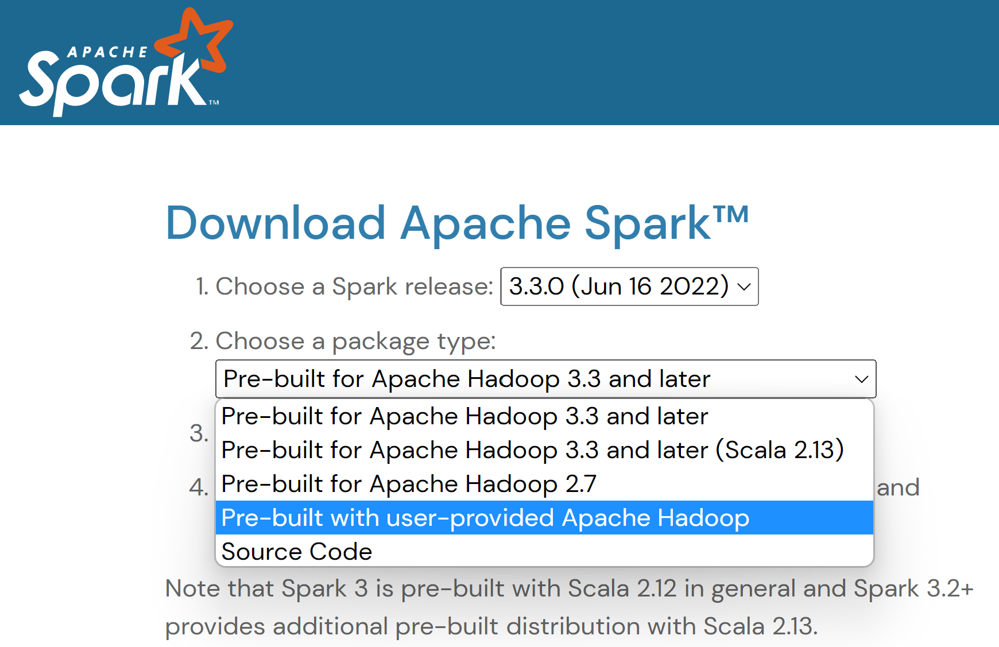 APACHE
Spark™
Download Apache Spark™
1. Choose a Spark release: 3.3.0 (Jun 16 2022)
2. Choose a package type:
Pre-built for Apache Hadoop 3.3 and later
Pre-built for Apache Hadoop 3.3 and later
3.
Pre-built for Apache Hadoop 3.3 and later (Scala 2.13)
4. Pre-built for Apache Hadoop 2.7 and
Pre-built with user-provided Apache Hadoop
Source Code
Note that Spark 3 is pre-built with Scala 2.12 in general and Spark 3.2+
provides additional pre-built distribution with Scala 2.13.